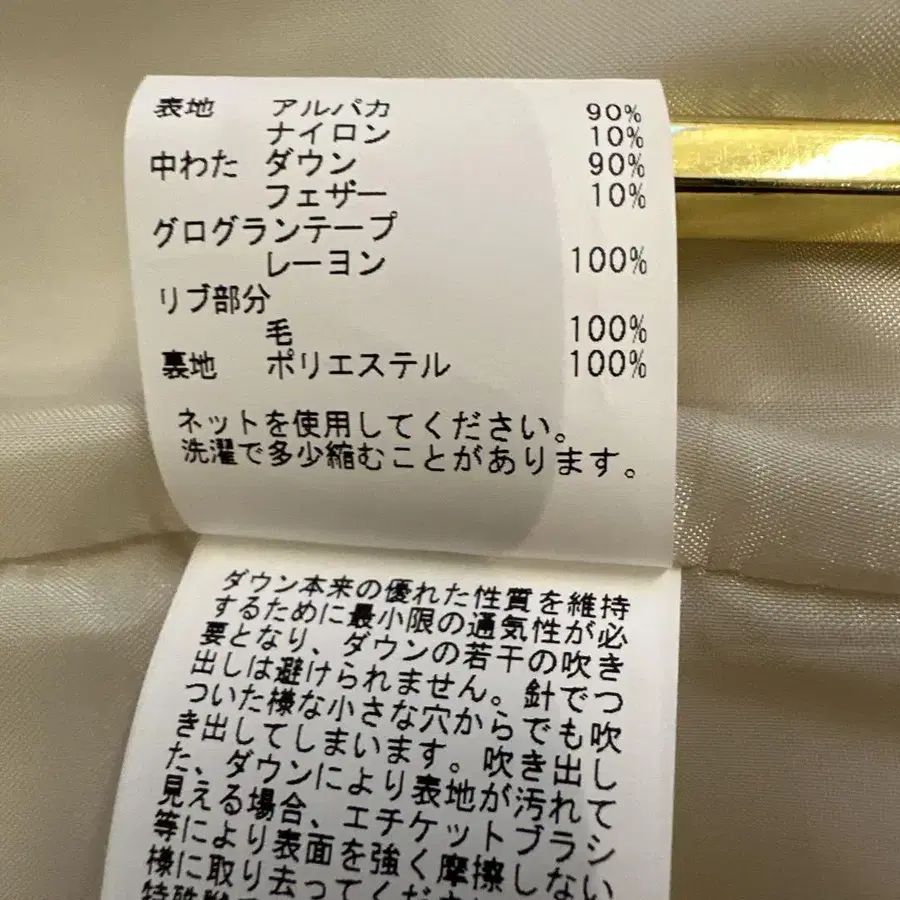 表地 アルパカ 90%
ナイロン 10%
中わた ダウン 90%
フェザー 10%
グログランテープ
レーヨン 100%
リブ部分
毛 100%
裏地 ポリエステル 100%
ネットを使用してください。
洗濯で多少縮むことがあります。
ダウン本来の優れた性質を維持
するために最小限の通気性が必
要となり、ダウンの若干の吹き
出しは避けられません。針でつ
ついた様な小さな穴からでも吹
き出してしまいます。吹き出し
た、ダウンにより表地が汚れて
見える場合、エチケットブラシ
等により表面を強く摩擦しない
様に取り去ってくださ